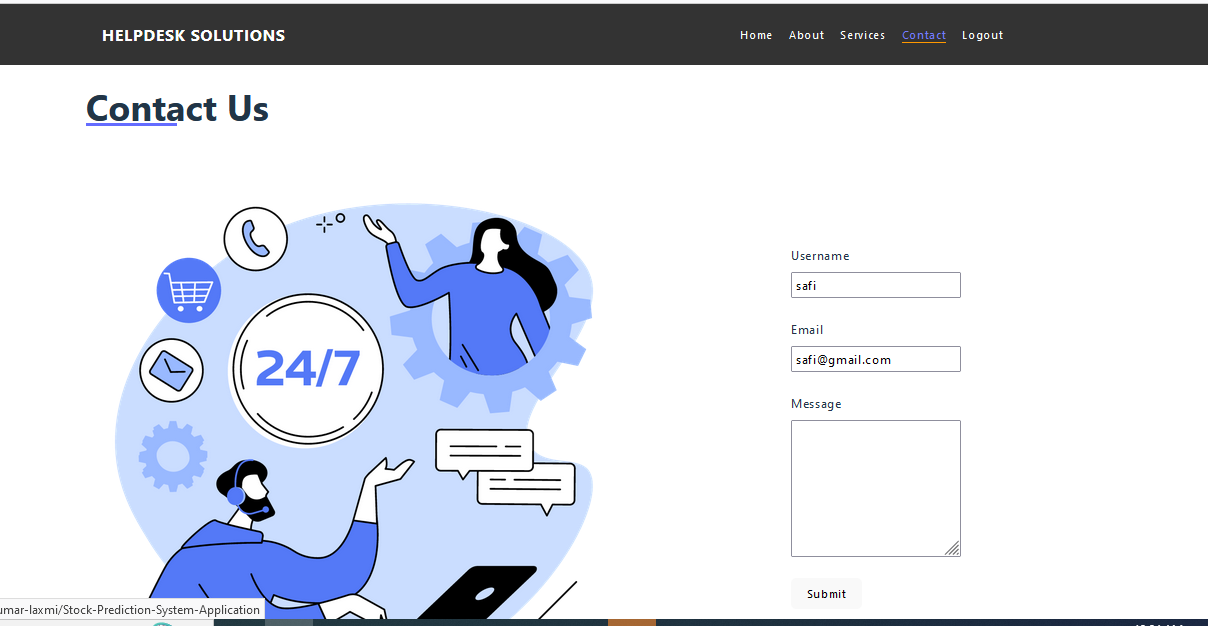 HELPDESK SOLUTIONS
Home About Services Contact Logout
Contact Us
24/7
Username
safi
Email
safi@gmail.com
Message
Submit
umar-laxmi/Stock-Prediction-System-Application